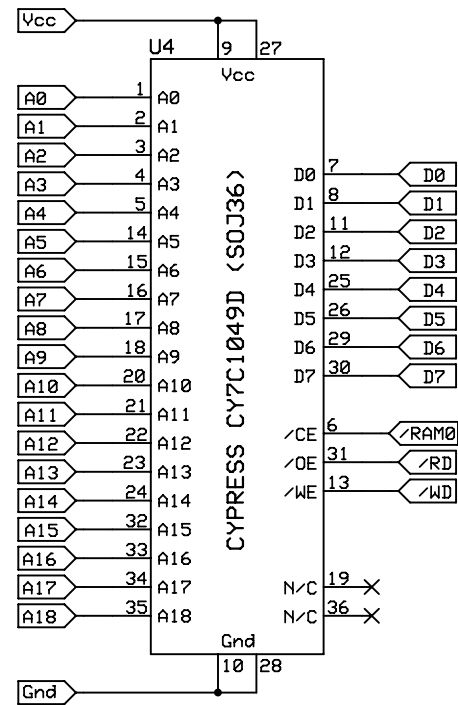 Vcc
U4 9 27
Vcc
A0 1 A0
A1 2 A1
A2 3 A2
A3 4 A3
A4 5 A4
A5 14 A5
A6 15 A6
A7 16 A7
A8 17 A8
A9 18 A9
A10 20 A10
A11 21 A11
A12 22 A12
A13 23 A13
A14 24 A14
A15 32 A15
A16 33 A16
A17 34 A17
A18 35 A18
CYPRESS CY7C1049D (SOJ36)
D0 7 D0
D1 8 D1
D2 11 D2
D3 12 D3
D4 25 D4
D5 26 D5
D6 29 D6
D7 30 D7
/CE 6 /RAM0
/OE 31 /RD
/WE 13 /WD
N/C 19
N/C 36
Gnd
10 28
Gnd